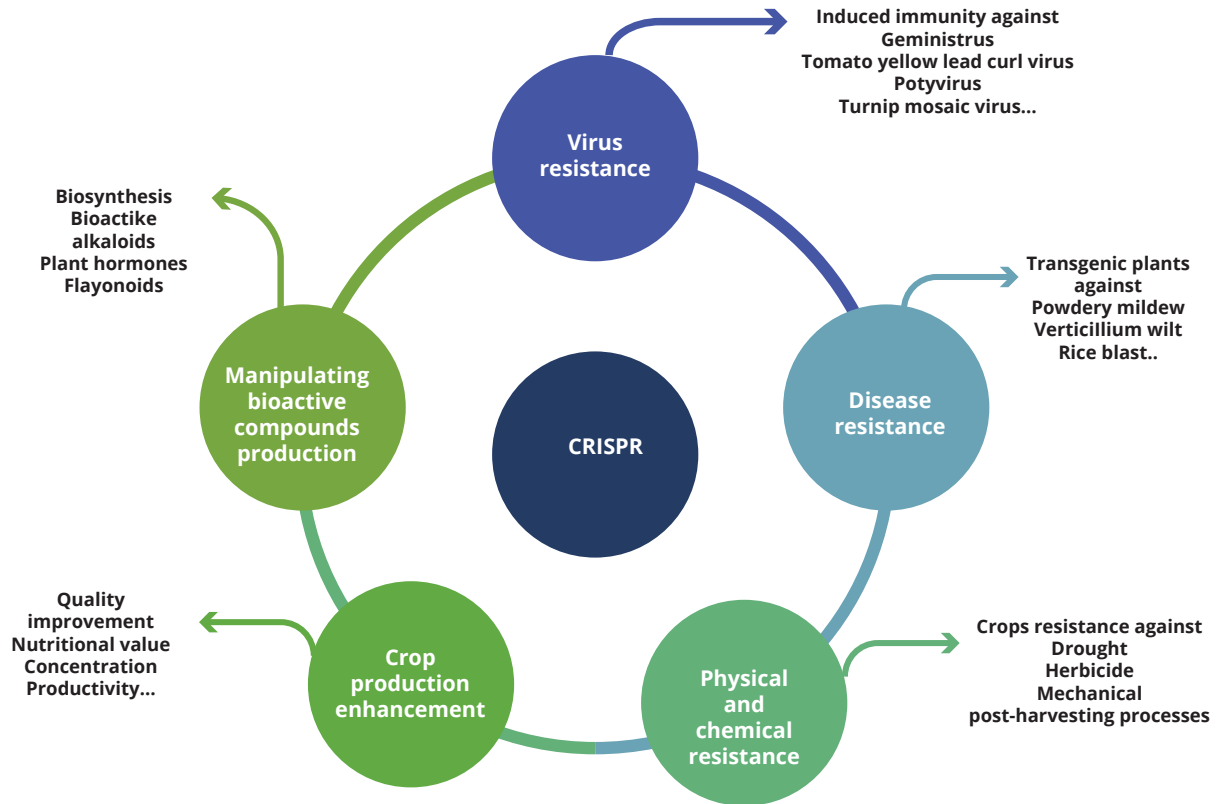 Induced immunity against
Geministrus
Tomato yellow lead curl virus
Potyvirus
Turnip mosaic virus...
Virus
resistance
Biosynthesis
Bioactike
alkaloids
Plant hormones
Flayonoids
Transgenic plants
against
Powdery mildew
Verticillium wilt
Rice blast..
Manipulating
bioactive
compounds
production
Disease
resistance
CRISPR
Quality
improvement
Nutritional value
Concentration
Productivity...
Crop
production
enhancement
Physical
and
chemical
resistance
Crops resistance against
Drought
Herbicide
Mechanical
post-harvesting processes